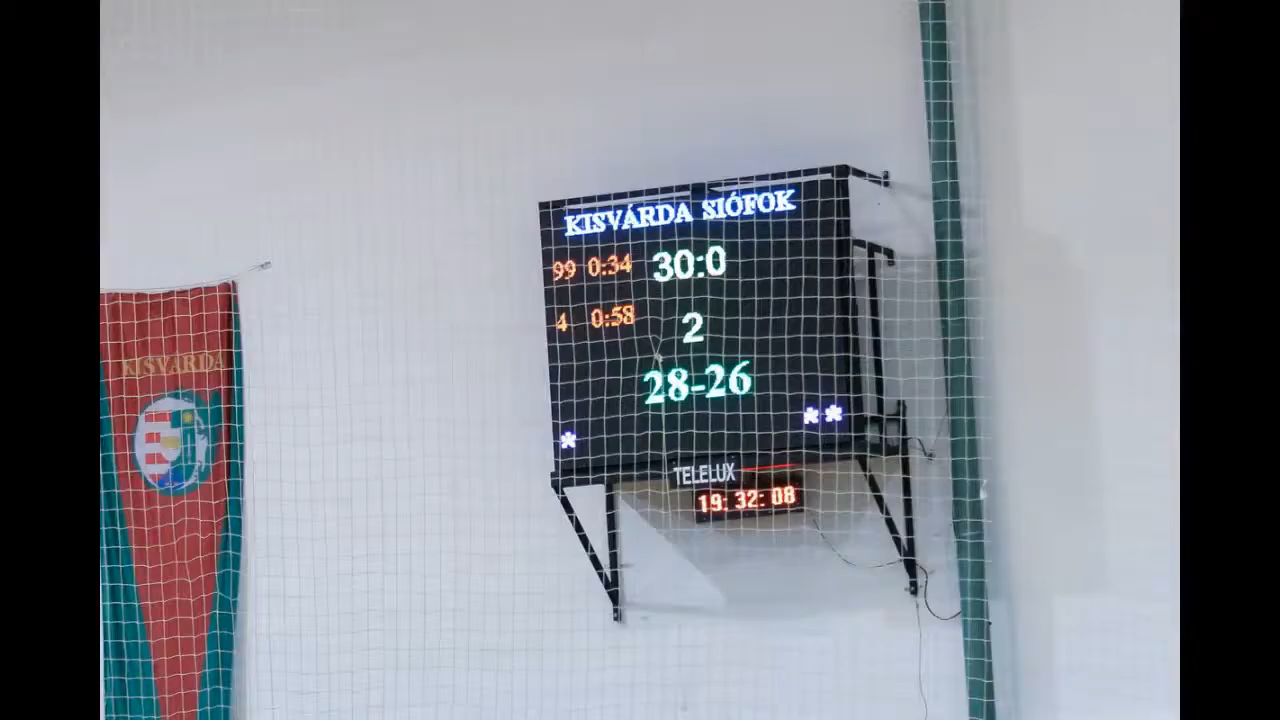 KISVÁRDA SIÓFOK
99 0:34 30:0
4 0:58 2
28-26
* **
TELELUX
19:32:08
KISVÁRDA